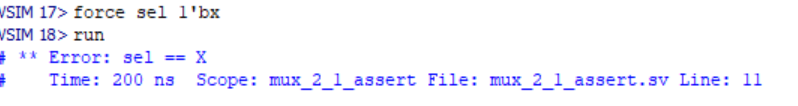 VSIM 17> force sel 1'bx
VSIM 18> run
# ** Error: sel == X
#    Time: 200 ns  Scope: mux_2_1_assert File: mux_2_1_assert.sv Line: 11